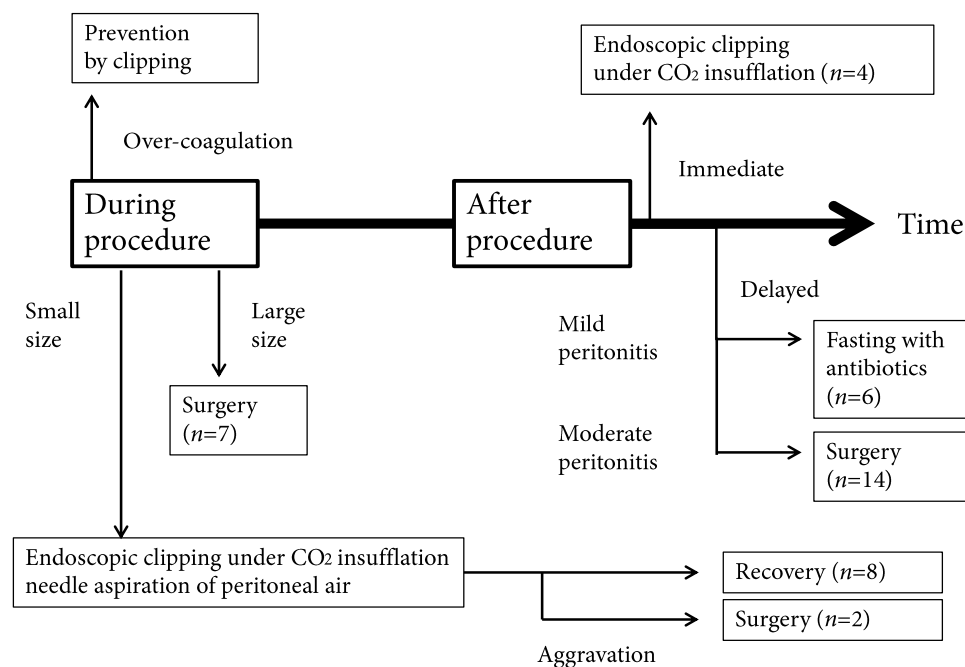 Prevention
by clipping
Endoscopic clipping
under CO2 insufflation (n=4)
Over-coagulation
Immediate
During
procedure
After
procedure
Time
Small
size
Large
size
Delayed
Mild
peritonitis
Fasting with
antibiotics
(n=6)
Surgery
(n=7)
Moderate
peritonitis
Surgery
(n=14)
Endoscopic clipping under CO2 insufflation
needle aspiration of peritoneal air
Recovery (n=8)
Surgery (n=2)
Aggravation